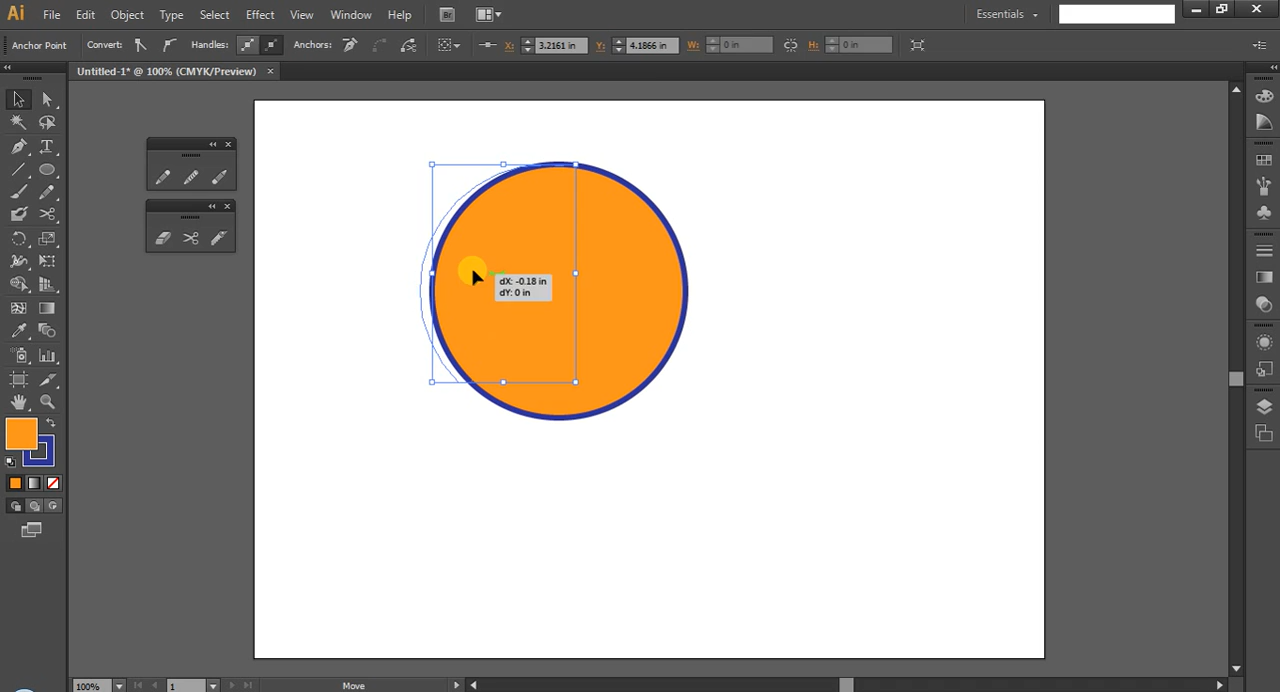 Ai File Edit Object Type Select Effect View Window Help Br Essentials
Anchor Point Convert: Handles: Anchors: X: 3.2161 in Y: 4.1866 in W: 0 in H: 0 in
Untitled-1* @ 100% (CMYK/Preview)
T
dX: -0.18 in
dY: 0 in
100% 1 Move